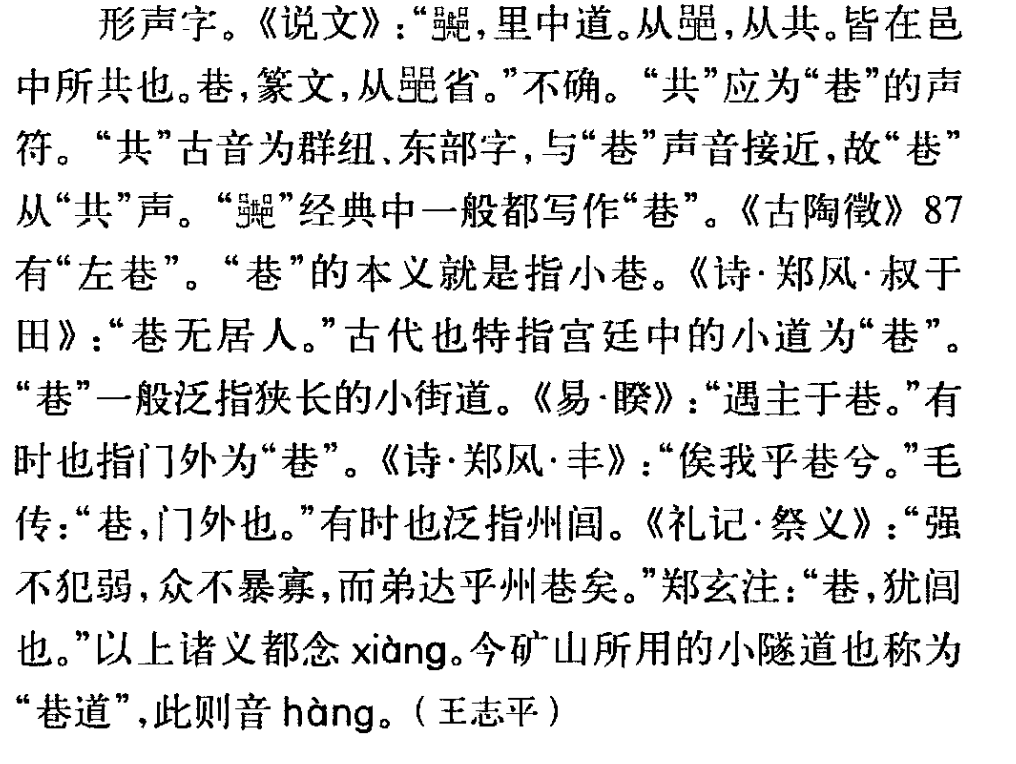 形声字。《说文》:“𨞠,里中道。从𨛜,从共。皆在邑
中所共也。巷,篆文,从𨛜省。”不确。“共”应为“巷”的声
符。“共”古音为群纽、东部字,与“巷”声音接近,故“巷”
从“共”声。“𨞠”经典中一般都写作“巷”。《古陶徵》87
有“左巷”。“巷”的本义就是指小巷。《诗·郑风·叔于
田》:“巷无居人。”古代也特指宫廷中的小道为“巷”。
“巷”一般泛指狭长的小街道。《易·睽》:“遇主于巷。”有
时也指门外为“巷”。《诗·郑风·丰》:“俟我乎巷兮。”毛
传:“巷,门外也。”有时也泛指州闾。《礼记·祭义》:“强
不犯弱,众不暴寡,而弟达乎州巷矣。”郑玄注:“巷,犹闾
也。”以上诸义都念 xiàng。今矿山所用的小隧道也称为
“巷道”,此则音 hàng。(王志平)